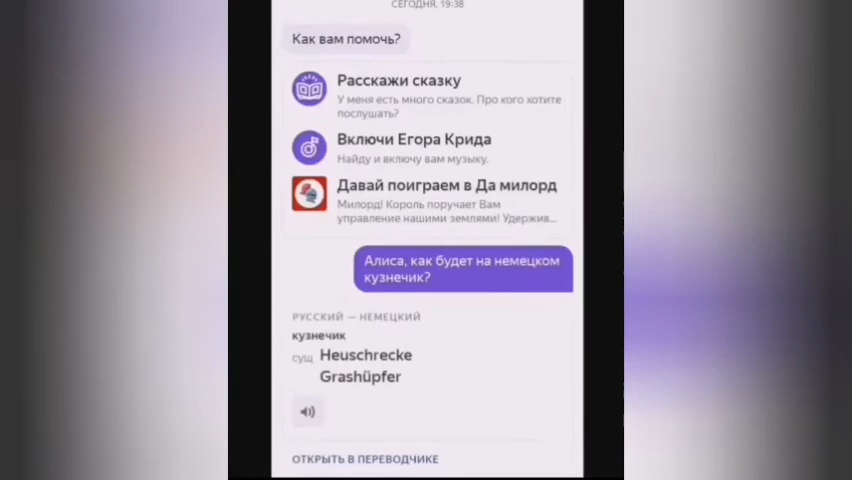 СЕГОДНЯ, 19:38
Как вам помочь?
Расскажи сказку
У меня есть много сказок. Про кого хотите
послушать?
Включи Егора Крида
Найду и включу вам музыку.
Давай поиграем в Да милорд
Милорд! Король поручает Вам
управление нашими землями! Удержив...
Алиса, как будет на немецком
кузнечик?
РУССКИЙ — НЕМЕЦКИЙ
кузнечик
сущ Heuschrecke
Grashüpfer
ОТКРЫТЬ В ПЕРЕВОДЧИКЕ